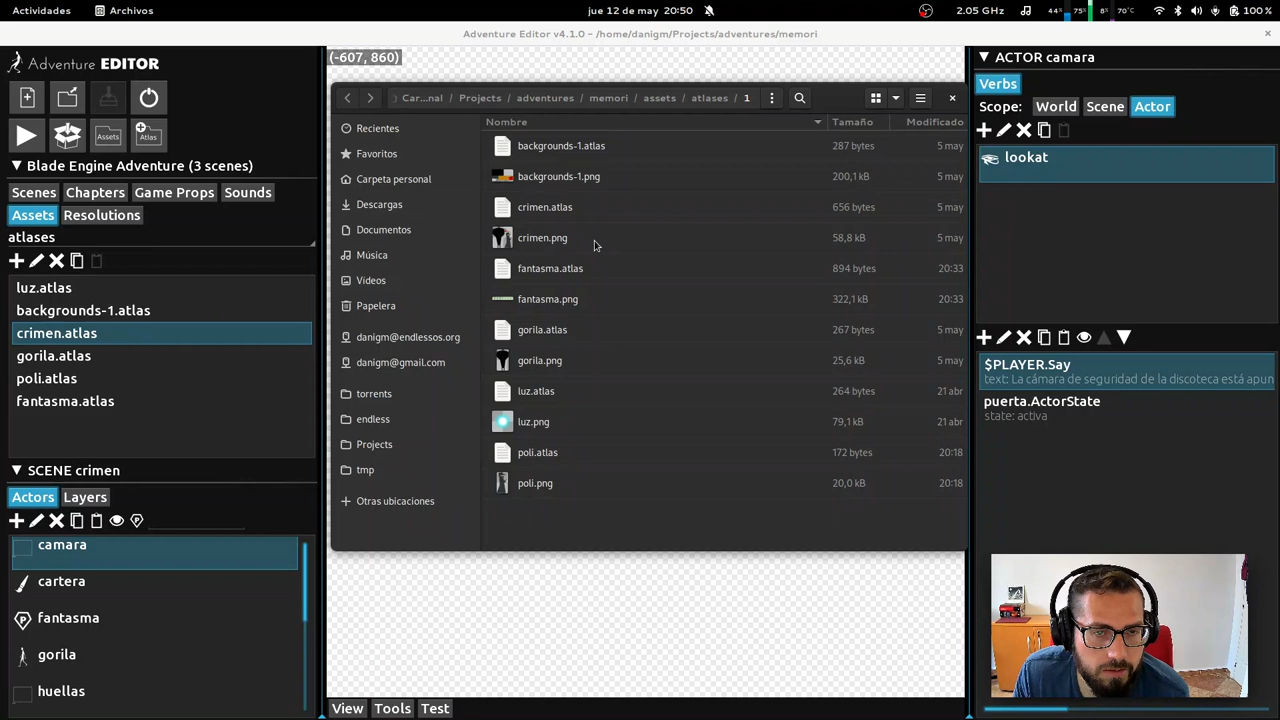 Actividades
Archivos
jue 12 de may 20:50
2.05 GHz
44%
75%
8%
70°C
100 %
Adventure Editor v4.1.0 - /home/danigm/Projects/adventures/memori
Adventure EDITOR
Atlas
Assets
Blade Engine Adventure (3 scenes)
Scenes Chapters Game Props Sounds
Assets Resolutions
atlases
luz.atlas
backgrounds-1.atlas
crimen.atlas
gorila.atlas
poli.atlas
fantasma.atlas
SCENE crimen
Actors Layers
camara
cartera
fantasma
gorila
huellas
(-607, 860)
Car…nal / Projects / adventures / memori / assets / atlases / 1
Recientes
Favoritos
Carpeta personal
Descargas
Documentos
Música
Vídeos
Papelera
danigm@endlessos.org
danigm@gmail.com
torrents
endless
Projects
tmp
Otras ubicaciones
Nombre Tamaño Modificado
backgrounds-1.atlas 287 bytes 5 may
backgrounds-1.png 200,1 kB 5 may
crimen.atlas 656 bytes 5 may
crimen.png 58,8 kB 5 may
fantasma.atlas 894 bytes 20:33
fantasma.png 322,1 kB 20:33
gorila.atlas 267 bytes 5 may
gorila.png 25,6 kB 5 may
luz.atlas 264 bytes 21 abr
luz.png 79,1 kB 21 abr
poli.atlas 172 bytes 20:18
poli.png 20,0 kB 20:18
View Tools Test
ACTOR camara
Verbs
Scope: World Scene Actor
lookat
$PLAYER.Say
text: La cámara de seguridad de la discoteca está apun
puerta.ActorState
state: activa